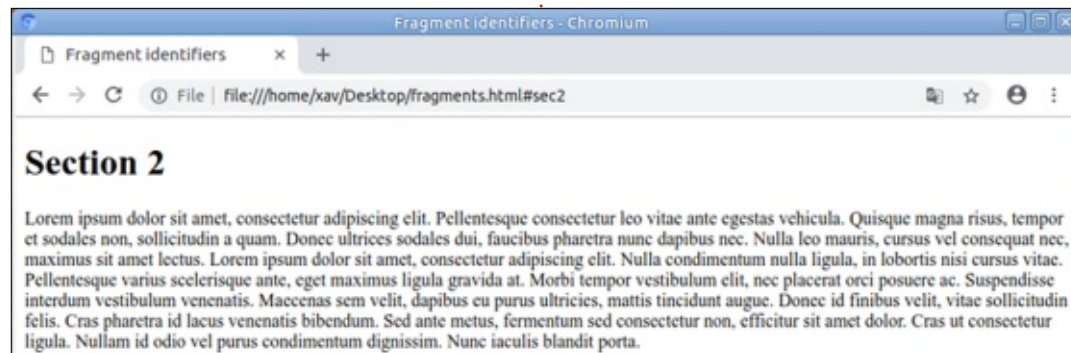 Fragment identifiers - Chromium
Fragment identifiers
File | file:///home/xav/Desktop/fragments.html#sec2
Section 2
Lorem ipsum dolor sit amet, consectetur adipiscing elit. Pellentesque consectetur leo vitae ante egestas vehicula. Quisque magna risus, tempor
et sodales non, sollicitudin a quam. Donec ultrices sodales dui, faucibus pharetra nunc dapibus nec. Nulla leo mauris, cursus vel consequat nec,
maximus sit amet lectus. Lorem ipsum dolor sit amet, consectetur adipiscing elit. Nulla condimentum nulla ligula, in lobortis nisi cursus vitae.
Pellentesque varius scelerisque ante, eget maximus ligula gravida at. Morbi tempor vestibulum elit, nec placerat orci posuere ac. Suspendisse
interdum vestibulum venenatis. Maecenas sem velit, dapibus eu purus ultricies, mattis tincidunt augue. Donec id finibus velit, vitae sollicitudin
felis. Cras pharetra id lacus venenatis bibendum. Sed ante metus, fermentum sed consectetur non, efficitur sit amet dolor. Cras ut consectetur
ligula. Nullam id odio vel purus condimentum dignissim. Nunc iaculis blandit porta.